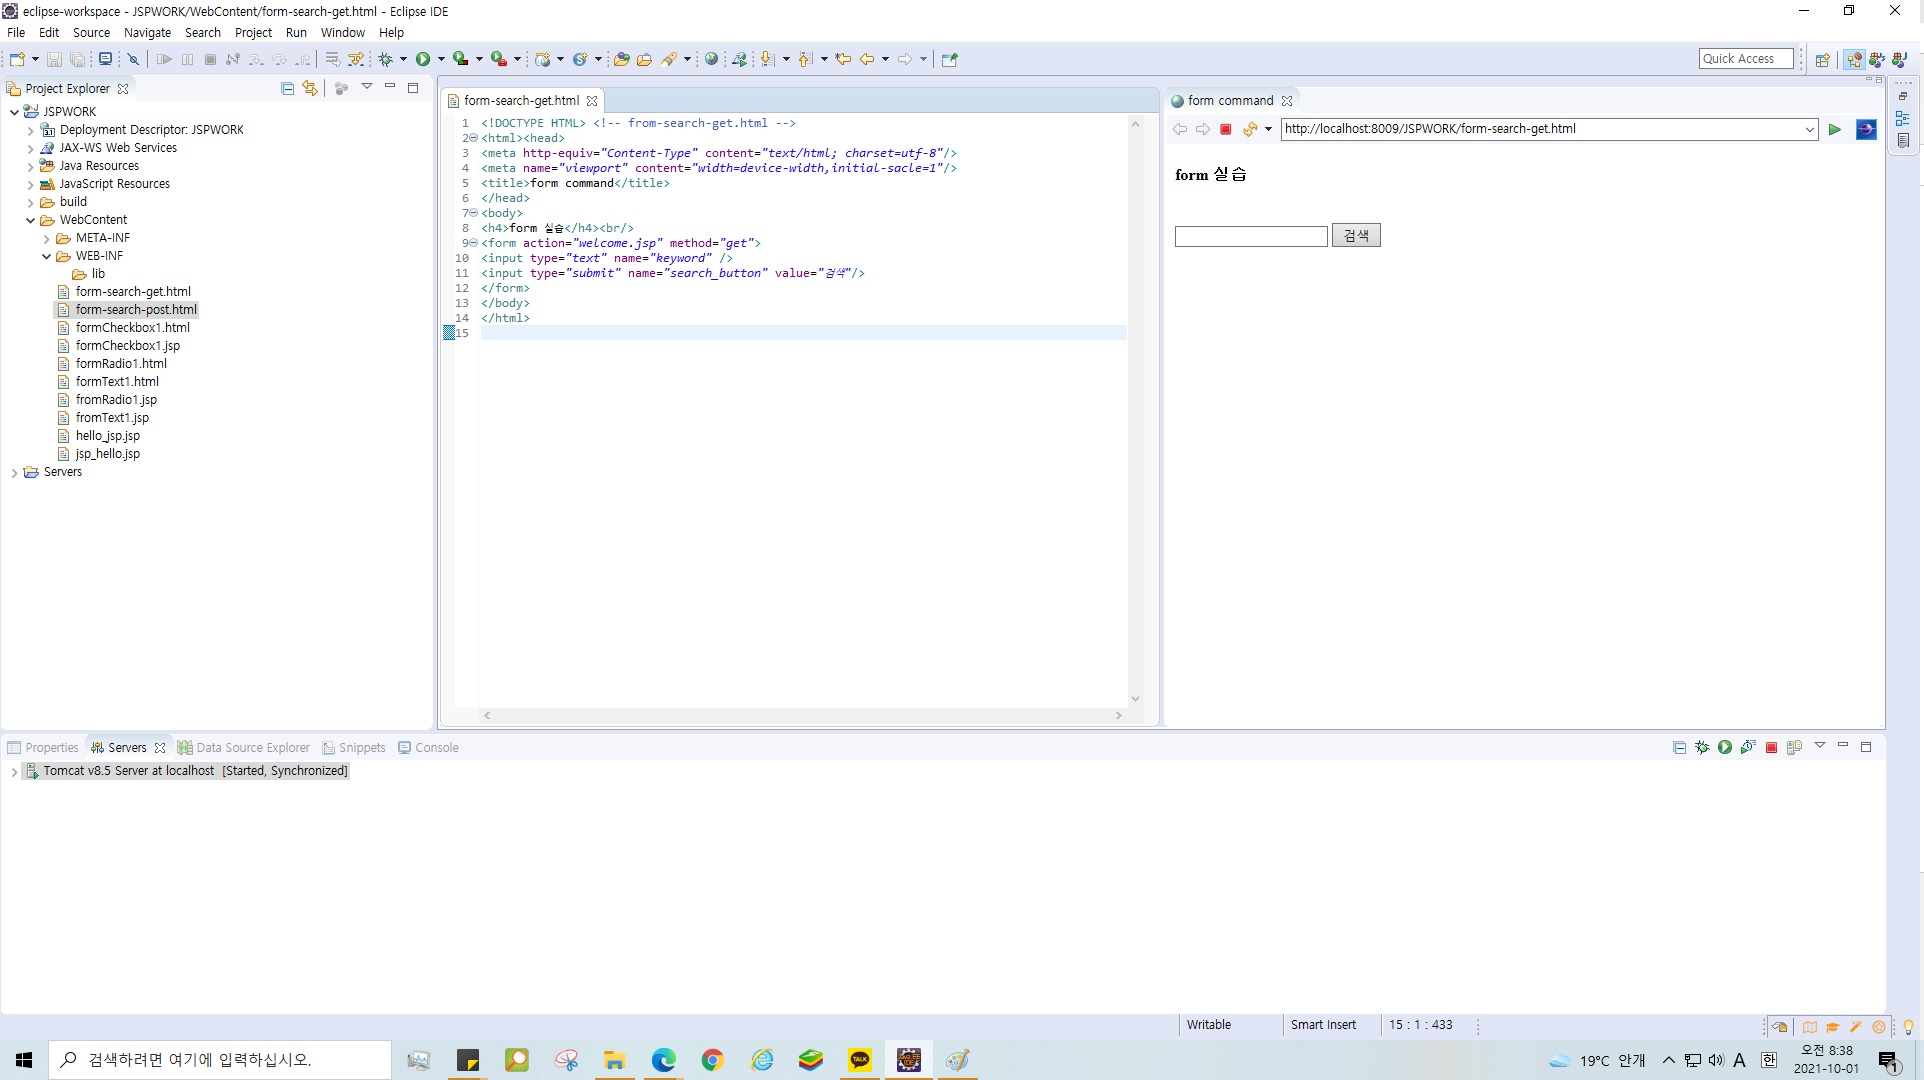 eclipse-workspace - JSPWORK/WebContent/form-search-get.html - Eclipse IDE
File Edit Source Navigate Search Project Run Window Help
Quick Access
Project Explorer
JSPWORK
Deployment Descriptor: JSPWORK
JAX-WS Web Services
Java Resources
JavaScript Resources
build
WebContent
META-INF
WEB-INF
lib
form-search-get.html
form-search-post.html
formCheckbox1.html
formCheckbox1.jsp
formRadio1.html
formText1.html
fromRadio1.jsp
fromText1.jsp
hello_jsp.jsp
jsp_hello.jsp
Servers
form-search-get.html
1 <!DOCTYPE HTML> <!-- from-search-get.html -->
2 <html><head>
3 <meta http-equiv="Content-Type" content="text/html; charset=utf-8"/>
4 <meta name="viewport" content="width=device-width,initial-sacle=1"/>
5 <title>form command</title>
6 </head>
7 <body>
8 <h4>form 실습</h4><br/>
9 <form action="welcome.jsp" method="get">
10 <input type="text" name="keyword" />
11 <input type="submit" name="search_button" value="검색"/>
12 </form>
13 </body>
14 </html>
15
form command
http://localhost:8009/JSPWORK/form-search-get.html
form 실습
검색
Properties Servers Data Source Explorer Snippets Console
Tomcat v8.5 Server at localhost [Started, Synchronized]
Writable Smart Insert 15 : 1 : 433
검색하려면 여기에 입력하십시오.
TALK
19°C 안개
A 한
오전 8:38
2021-10-01
1